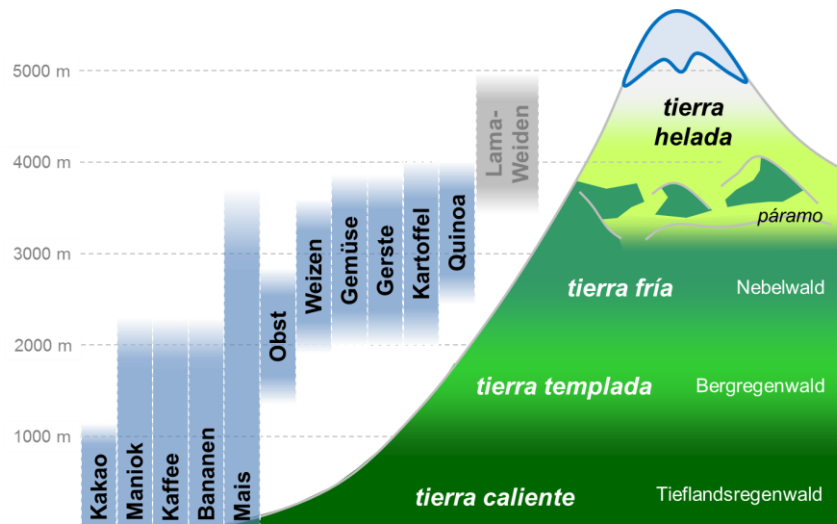 5000 m
4000 m
3000 m
2000 m
1000 m
Kakao
Maniok
Kaffee
Bananen
Mais
Obst
Weizen
Gemüse
Gerste
Kartoffel
Quinoa
Lama-
Weiden
tierra
helada
páramo
tierra fría
Nebelwald
tierra templada
Bergregenwald
tierra caliente
Tieflandsregenwald